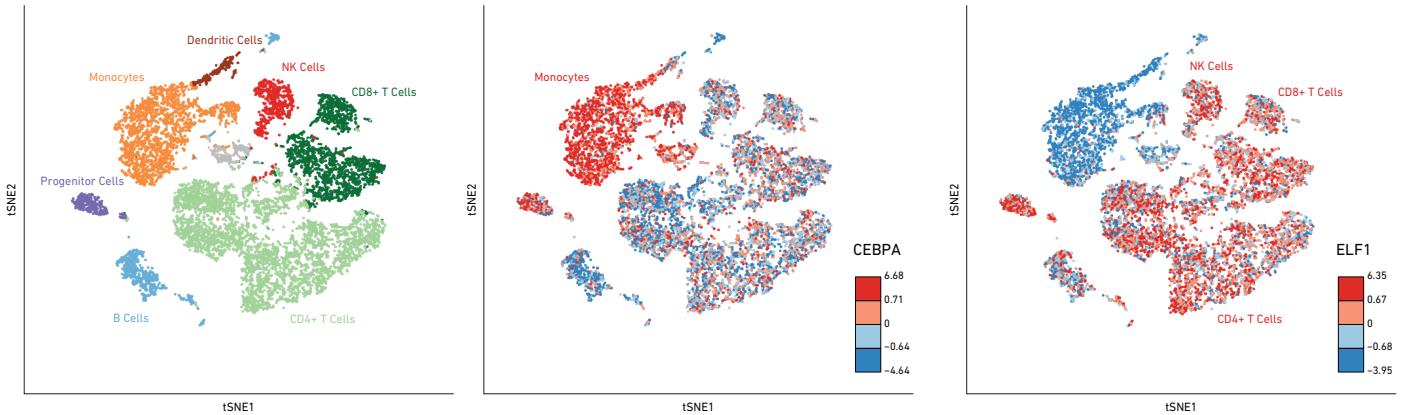 Dendritic Cells
Monocytes
NK Cells
CD8+ T Cells
Progenitor Cells
B Cells
CD4+ T Cells
tSNE2
tSNE1
Monocytes
CEBPA
6.68
0.71
0
−0.64
−4.64
tSNE2
tSNE1
NK Cells
CD8+ T Cells
CD4+ T Cells
ELF1
6.35
0.67
0
−0.68
−3.95
tSNE2
tSNE1